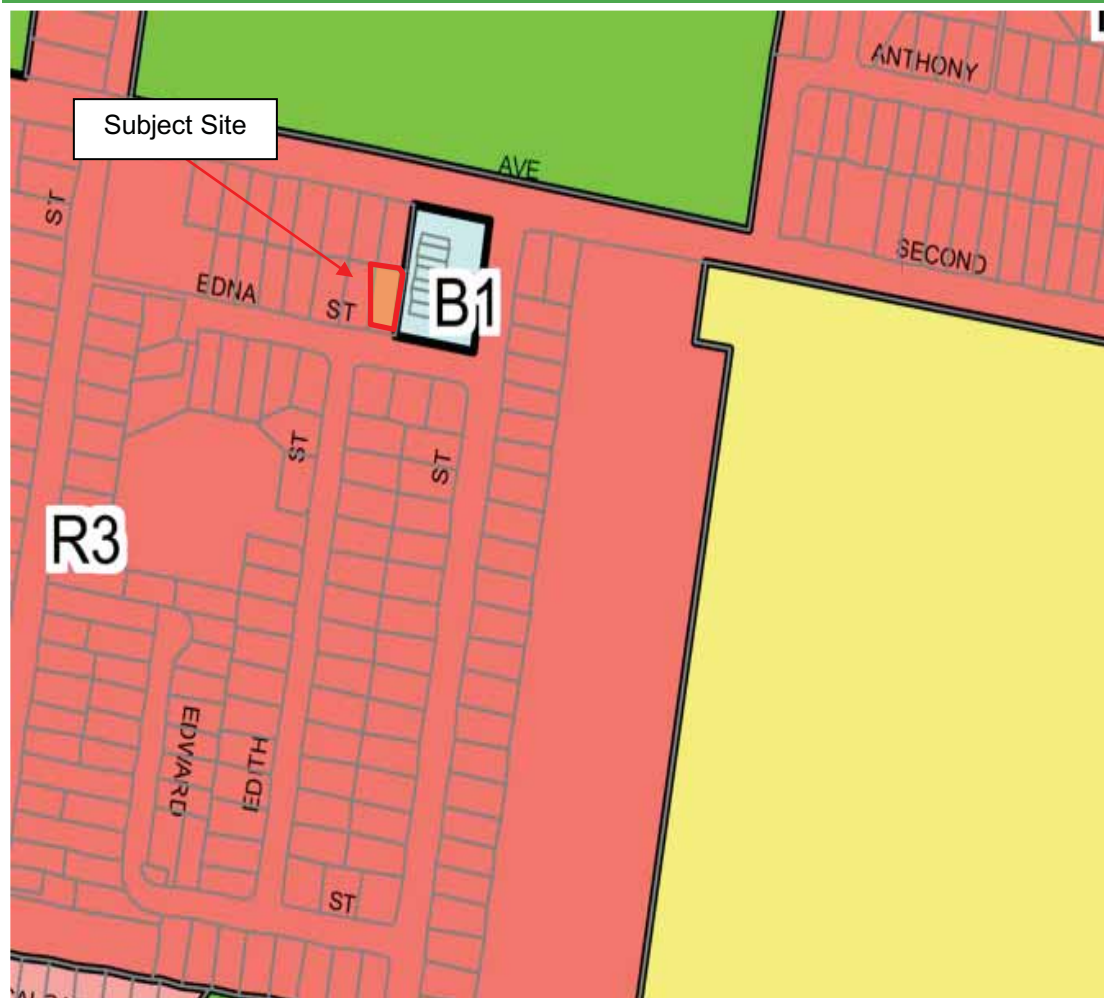 ANTHONY
Subject Site
AVE
ST
SECOND
EDNA
ST
B1
ST
ST
R3
EDWARD
EDITH
ST